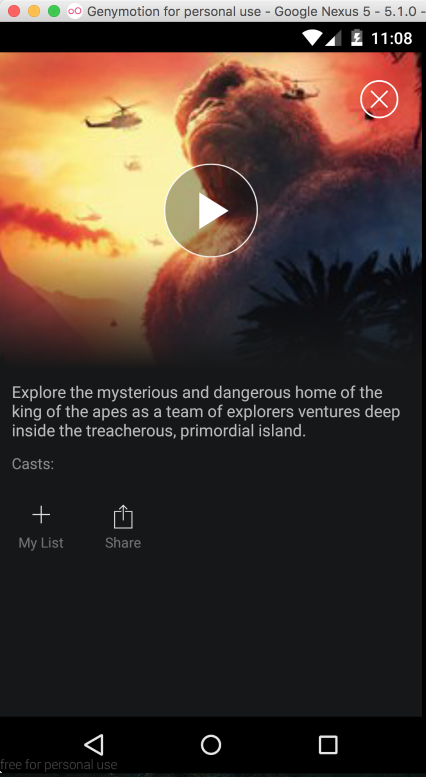 Genymotion for personal use - Google Nexus 5 - 5.1.0 -
11:08
Explore the mysterious and dangerous home of the
king of the apes as a team of explorers ventures deep
inside the treacherous, primordial island.
Casts:
My List
Share
free for personal use